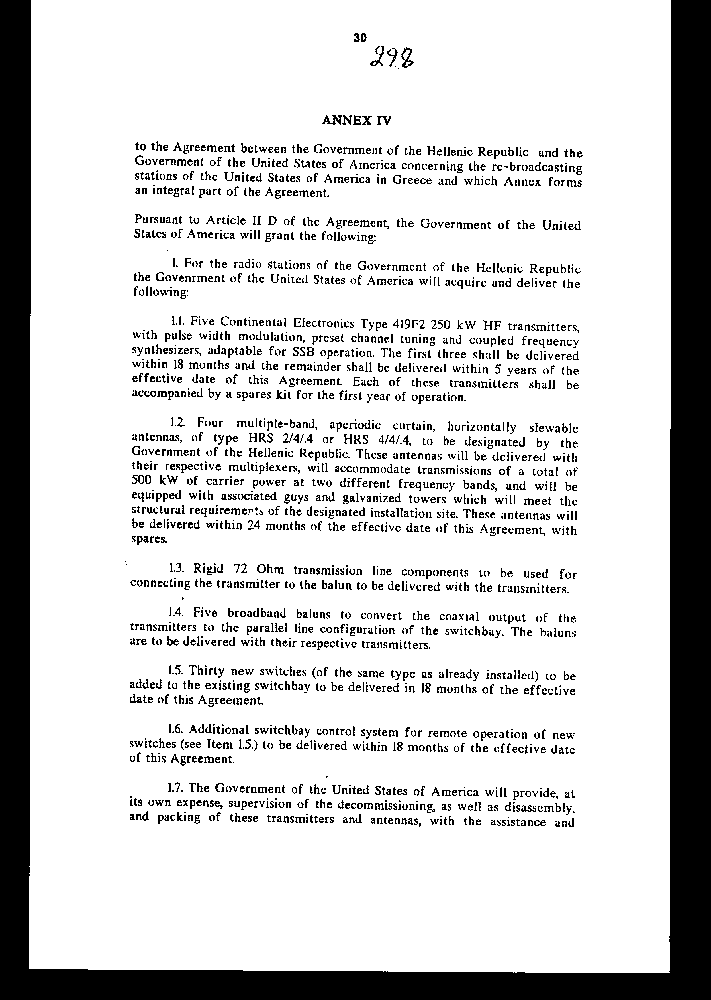 30
298
ANNEX IV
to the Agreement between the Government of the Hellenic Republic and the
Government of the United States of America concerning the re-broadcasting
stations of the United States of America in Greece and which Annex forms
an integral part of the Agreement.
Pursuant to Article II D of the Agreement, the Government of the United
States of America will grant the following:
1. For the radio stations of the Government of the Hellenic Republic
the Govenrment of the United States of America will acquire and deliver the
following:
1.1. Five Continental Electronics Type 419F2 250 kW HF transmitters,
with pulse width modulation, preset channel tuning and coupled frequency
synthesizers, adaptable for SSB operation. The first three shall be delivered
within 18 months and the remainder shall be delivered within 5 years of the
effective date of this Agreement. Each of these transmitters shall be
accompanied by a spares kit for the first year of operation.
1.2. Four multiple-band, aperiodic curtain, horizontally slewable
antennas, of type HRS 2/4/.4 or HRS 4/4/.4, to be designated by the
Government of the Hellenic Republic. These antennas will be delivered with
their respective multiplexers, will accommodate transmissions of a total of
500 kW of carrier power at two different frequency bands, and will be
equipped with associated guys and galvanized towers which will meet the
structural requirements of the designated installation site. These antennas will
be delivered within 24 months of the effective date of this Agreement, with
spares.
1.3. Rigid 72 Ohm transmission line components to be used for
connecting the transmitter to the balun to be delivered with the transmitters.
1.4. Five broadband baluns to convert the coaxial output of the
transmitters to the parallel line configuration of the switchbay. The baluns
are to be delivered with their respective transmitters.
1.5. Thirty new switches (of the same type as already installed) to be
added to the existing switchbay to be delivered in 18 months of the effective
date of this Agreement.
1.6. Additional switchbay control system for remote operation of new
switches (see Item 1.5.) to be delivered within 18 months of the effective date
of this Agreement.
1.7. The Government of the United States of America will provide, at
its own expense, supervision of the decommissioning, as well as disassembly,
and packing of these transmitters and antennas, with the assistance and